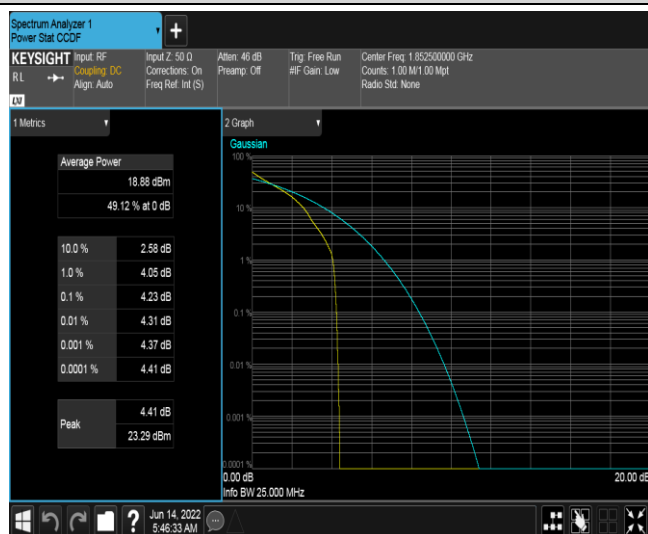 Spectrum Analyzer 1
Power Stat CCDF
+
KEYSIGHT
RL
LXI
Input: RF
Coupling: DC
Align: Auto
Input Z: 50 Ω
Corrections: On
Freq Ref: Int (S)
Atten: 46 dB
Preamp: Off
Trig: Free Run
#IF Gain: Low
Center Freq: 1.852500000 GHz
Counts: 1.00 M/1.00 Mpt
Radio Std: None
1 Metrics
Average Power
18.88 dBm
49.12 % at 0 dB
10.0 % 2.58 dB
1.0 % 4.05 dB
0.1 % 4.23 dB
0.01 % 4.31 dB
0.001 % 4.37 dB
0.0001 % 4.41 dB
Peak
4.41 dB
23.29 dBm
2 Graph
Gaussian
100 %
10 %
1 %
0.1 %
0.01 %
0.001 %
0.0001 %
0.00 dB 20.00 dB
Info BW 25.000 MHz
?
Jun 14, 2022
5:46:33 AM